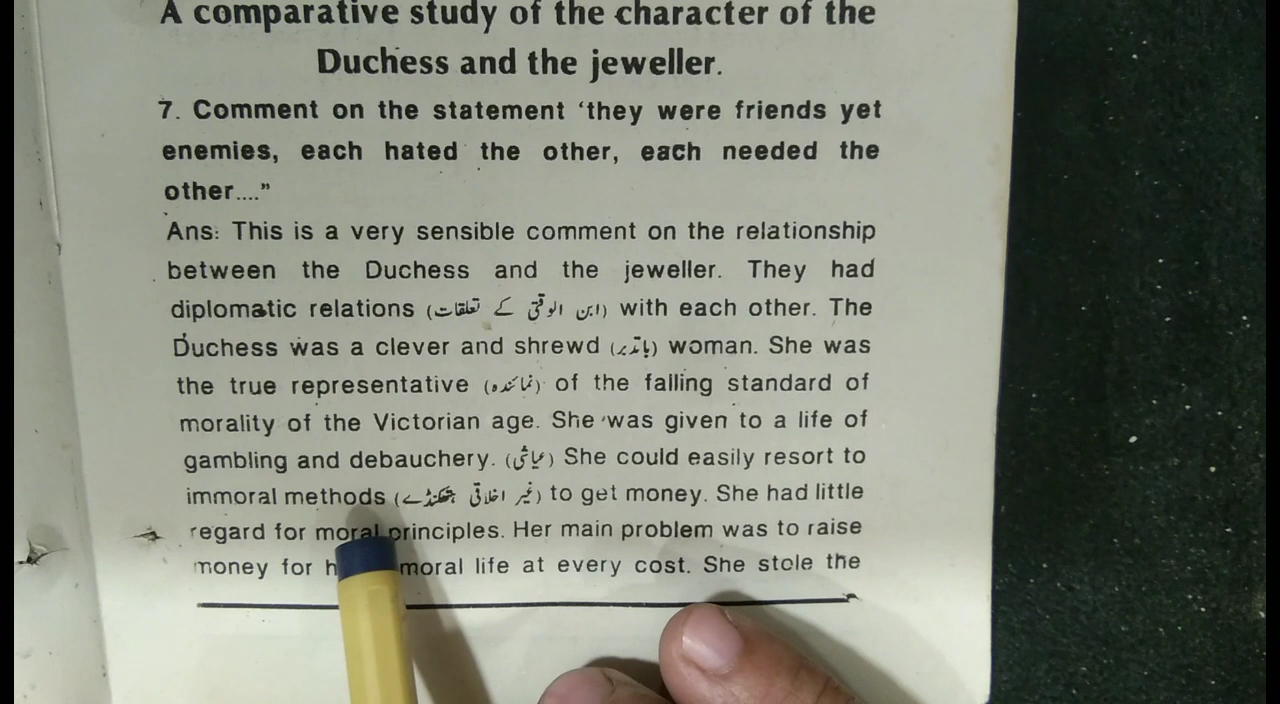 A comparative study of the character of the
Duchess and the jeweller.
7. Comment on the statement ‘they were friends yet
enemies, each hated the other, each needed the
other....”
Ans: This is a very sensible comment on the relationship
between the Duchess and the jeweller. They had
diplomatic relations (ابن الوقتی کے تعلقات) with each other. The
Duchess was a clever and shrewd (باتدبیر) woman. She was
the true representative (نمائندہ) of the falling standard of
morality of the Victorian age. She was given to a life of
gambling and debauchery. (عیاشی) She could easily resort to
immoral methods (غیر اخلاقی ہتھکنڈے) to get money. She had little
regard for moral principles. Her main problem was to raise
money for moral life at every cost. She stole the